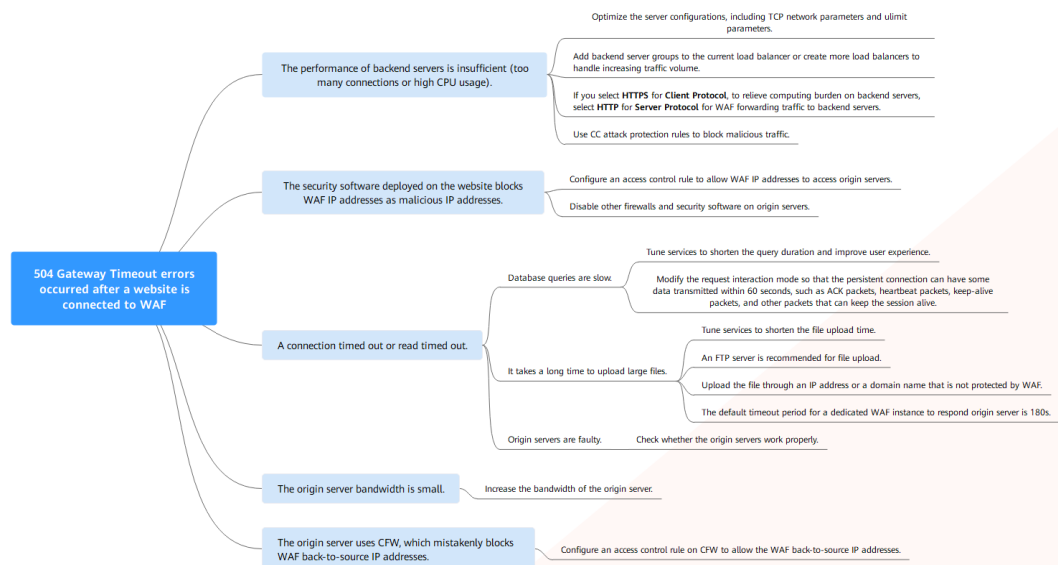 Optimize the server configurations, including TCP network parameters and ulimit
parameters.
The performance of backend servers is insufficient (too
many connections or high CPU usage).
Add backend server groups to the current load balancer or create more load balancers to
handle increasing traffic volume.
If you select HTTPS for Client Protocol, to relieve computing burden on backend servers,
select HTTP for Server Protocol for WAF forwarding traffic to backend servers.
Use CC attack protection rules to block malicious traffic.
The security software deployed on the website blocks
WAF IP addresses as malicious IP addresses.
Configure an access control rule to allow WAF IP addresses to access origin servers.
Disable other firewalls and security software on origin servers.
504 Gateway Timeout errors
occurred after a website is
connected to WAF
A connection timed out or read timed out.
Database queries are slow.
Tune services to shorten the query duration and improve user experience.
Modify the request interaction mode so that the persistent connection can have some
data transmitted within 60 seconds, such as ACK packets, heartbeat packets, keep-alive
packets, and other packets that can keep the session alive.
It takes a long time to upload large files.
Tune services to shorten the file upload time.
An FTP server is recommended for file upload.
Upload the file through an IP address or a domain name that is not protected by WAF.
The default timeout period for a dedicated WAF instance to respond origin server is 180s.
Origin servers are faulty.
Check whether the origin servers work properly.
The origin server bandwidth is small.
Increase the bandwidth of the origin server.
The origin server uses CFW, which mistakenly blocks
WAF back-to-source IP addresses.
Configure an access control rule on CFW to allow the WAF back-to-source IP addresses.